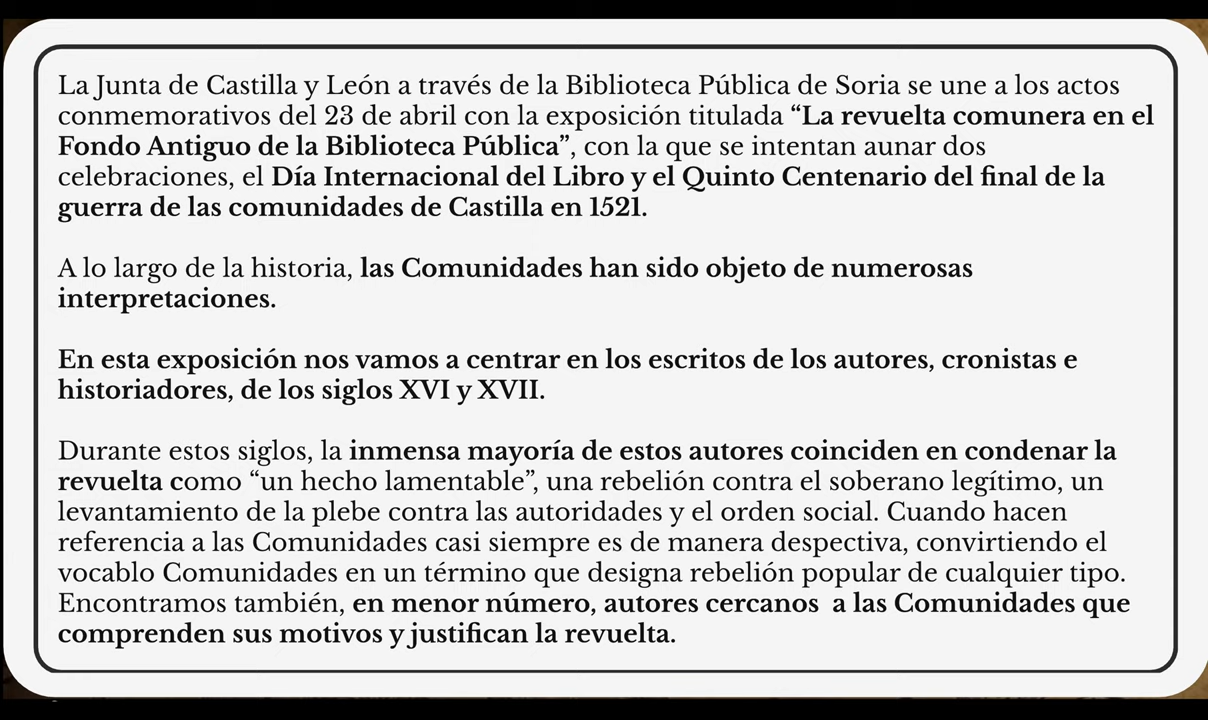 La Junta de Castilla y León a través de la Biblioteca Pública de Soria se une a los actos
conmemorativos del 23 de abril con la exposición titulada “La revuelta comunera en el
Fondo Antiguo de la Biblioteca Pública”, con la que se intentan aunar dos
celebraciones, el Día Internacional del Libro y el Quinto Centenario del final de la
guerra de las comunidades de Castilla en 1521.
A lo largo de la historia, las Comunidades han sido objeto de numerosas
interpretaciones.
En esta exposición nos vamos a centrar en los escritos de los autores, cronistas e
historiadores, de los siglos XVI y XVII.
Durante estos siglos, la inmensa mayoría de estos autores coinciden en condenar la
revuelta como “un hecho lamentable”, una rebelión contra el soberano legítimo, un
levantamiento de la plebe contra las autoridades y el orden social. Cuando hacen
referencia a las Comunidades casi siempre es de manera despectiva, convirtiendo el
vocablo Comunidades en un término que designa rebelión popular de cualquier tipo.
Encontramos también, en menor número, autores cercanos a las Comunidades que
comprenden sus motivos y justifican la revuelta.